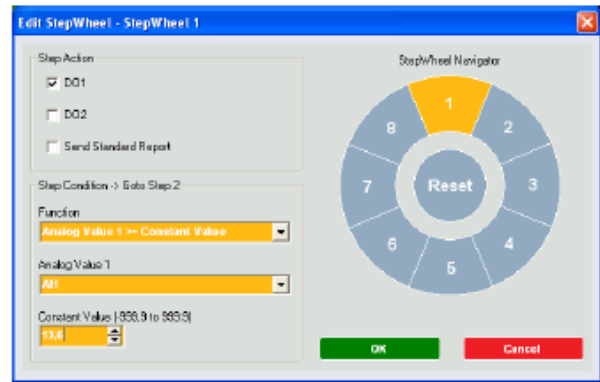 Edit StepWheel - StepWheel 1
Step Action
DO1
DO2
Send Standard Report
Step Condition -> Goto Step 2
Function
Analog Value 1 >= Constant Value
Analog Value 1
AI1
Constant Value (-999,9 to 999,9)
13,6
StepWheel Navigator
1
2
3
4
5
6
7
8
Reset
OK
Cancel